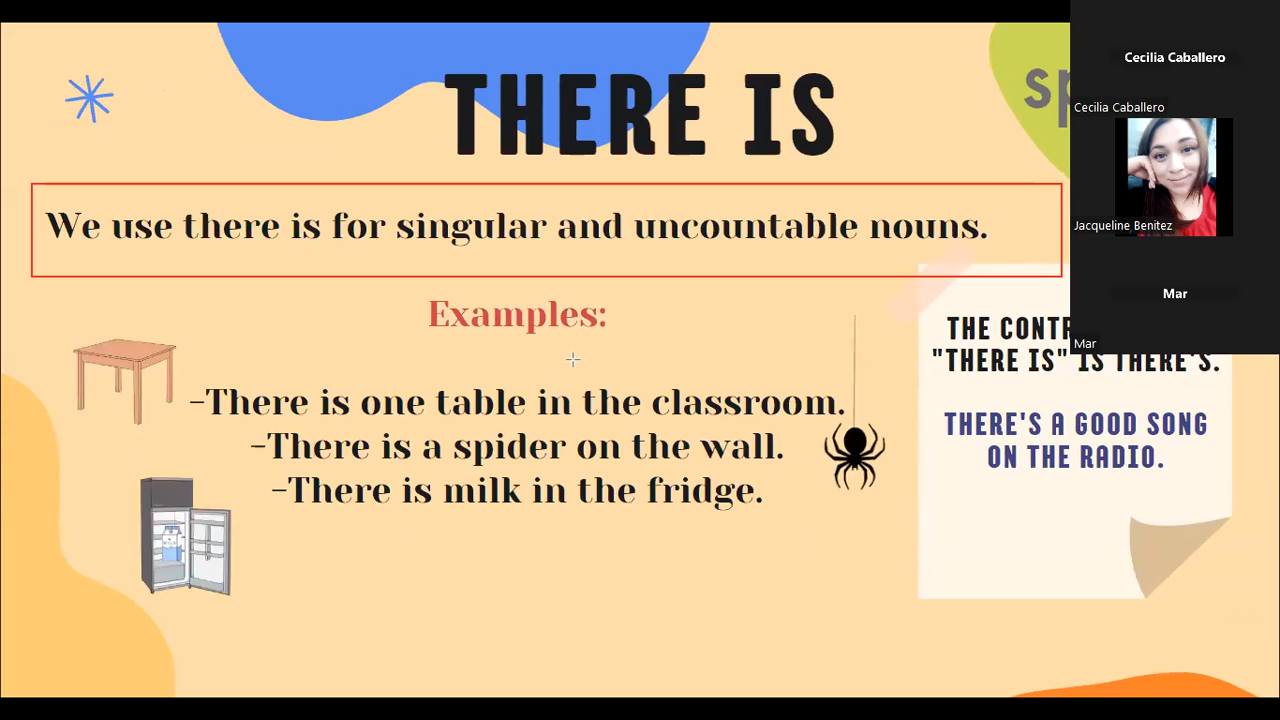 THERE IS
sp
We use there is for singular and uncountable nouns.
Examples:
-There is one table in the classroom.
-There is a spider on the wall.
-There is milk in the fridge.
THE CONTR
"THERE IS" IS THERE'S.
THERE'S A GOOD SONG
ON THE RADIO.
Cecilia Caballero
Cecilia Caballero
Jacqueline Benitez
Mar
Mar